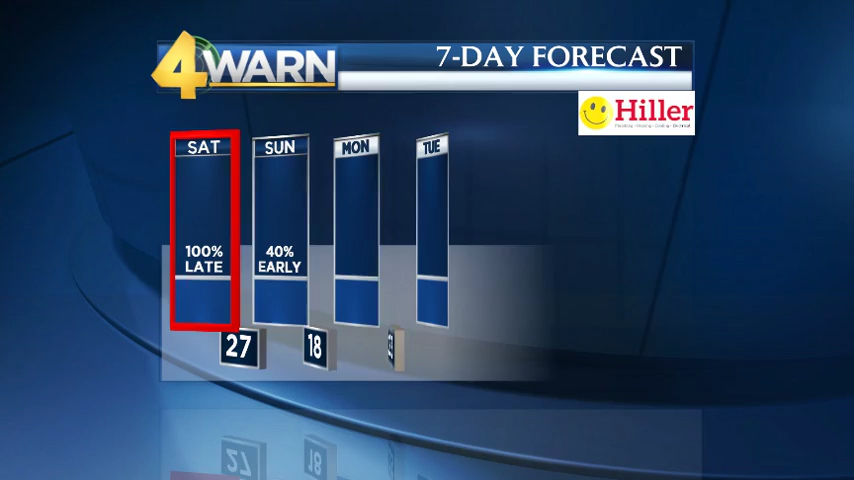 4WARN
7-DAY FORECAST
Hiller
SAT
SUN
MON
TUE
100%
LATE
40%
EARLY
27
18